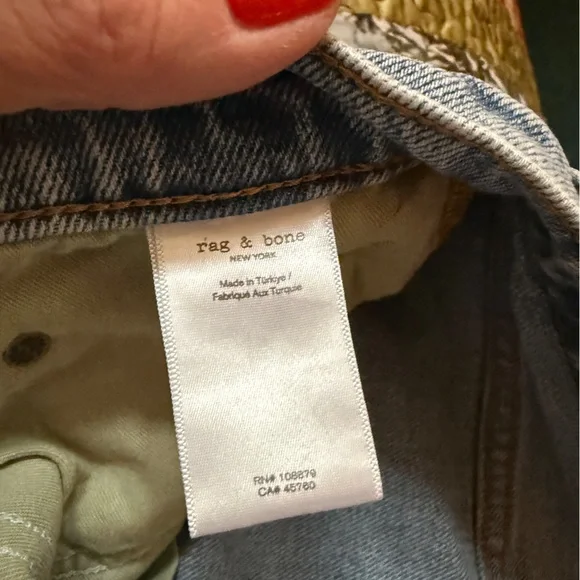 rag & bone
NEW YORK
Made in Türkiye /
Fabriqué Aux Turquie
RN# 108879
CA# 45760